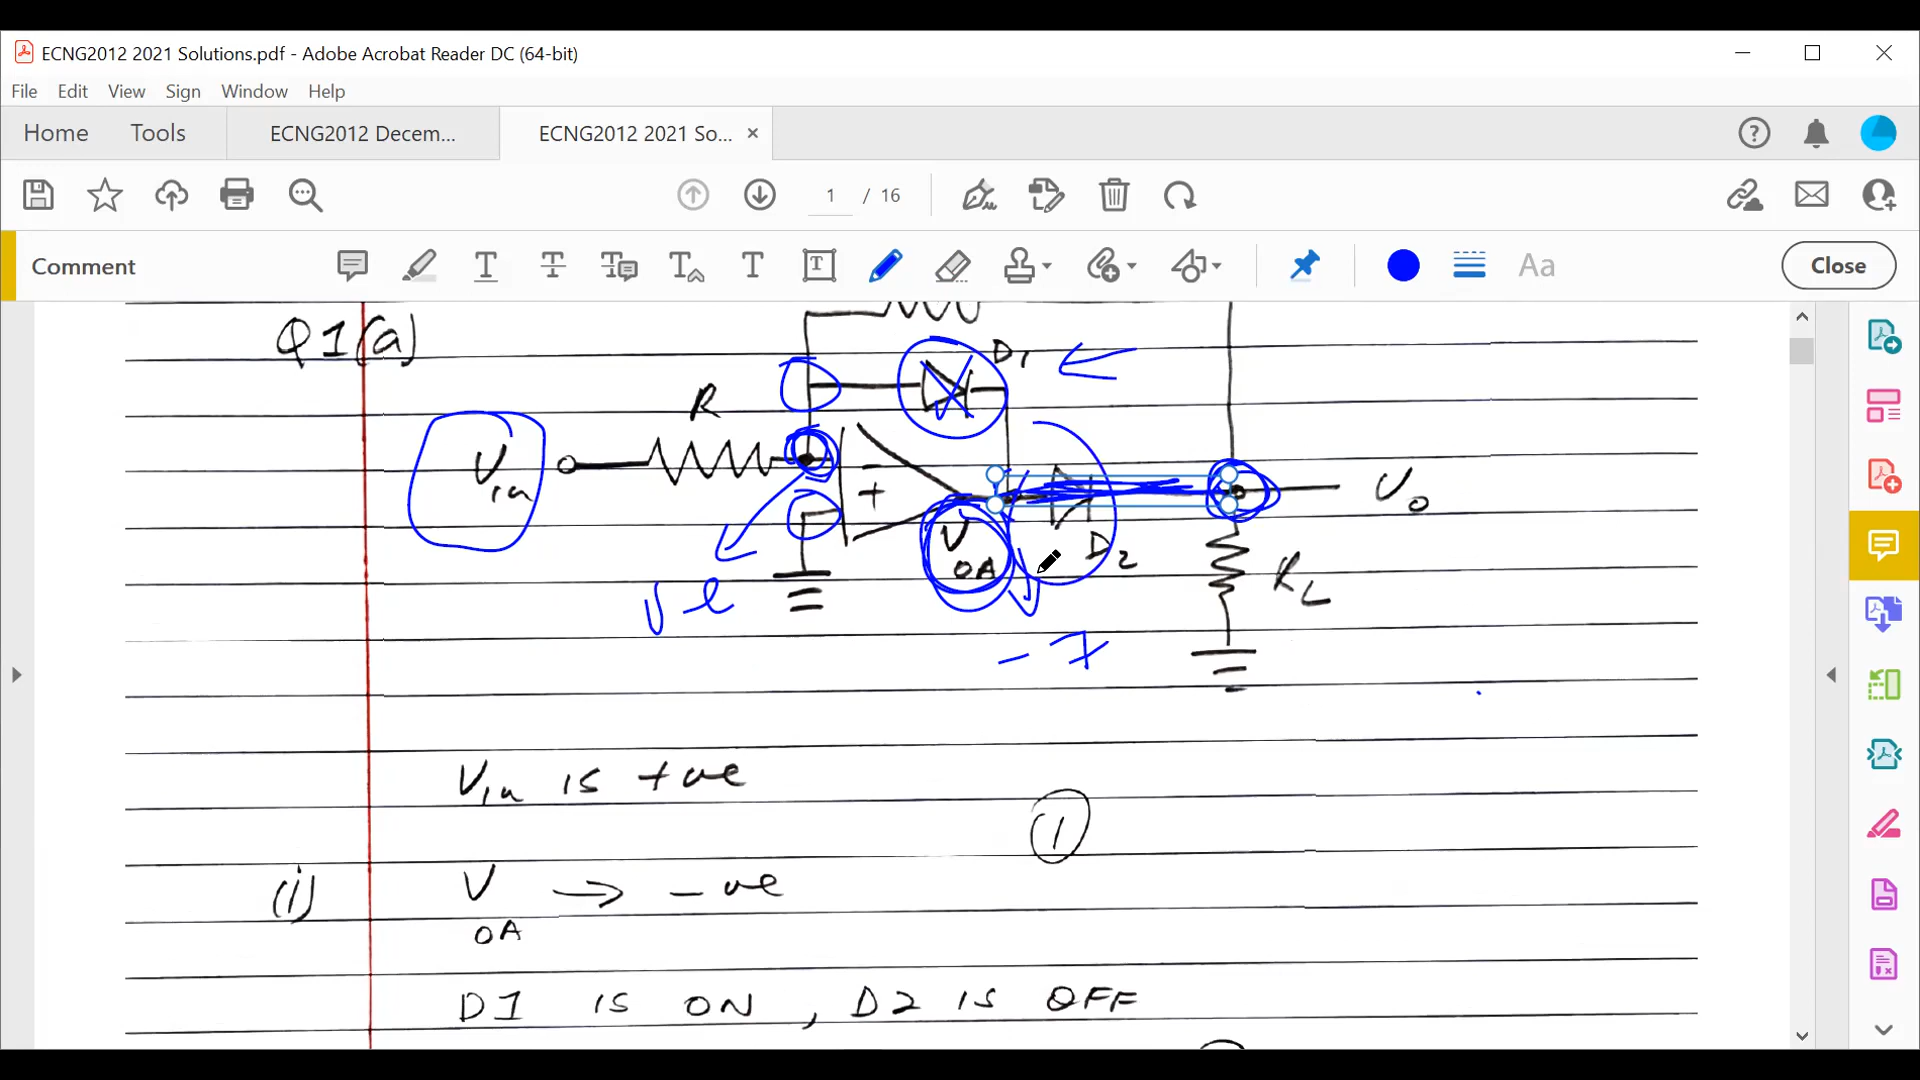 ECNG2012 2021 Solutions.pdf - Adobe Acrobat Reader DC (64-bit)
File Edit View Sign Window Help
Home Tools ECNG2012 Decem... ECNG2012 2021 So... ×
1 / 16
Comment T T T T T Aa Close
Q1(a)
D1
R
Vin
-
+
Vo
VOA
D2
RL
- 7
Vin is +ve
1
(i) VOA → -ve
D1 is ON, D2 is OFF